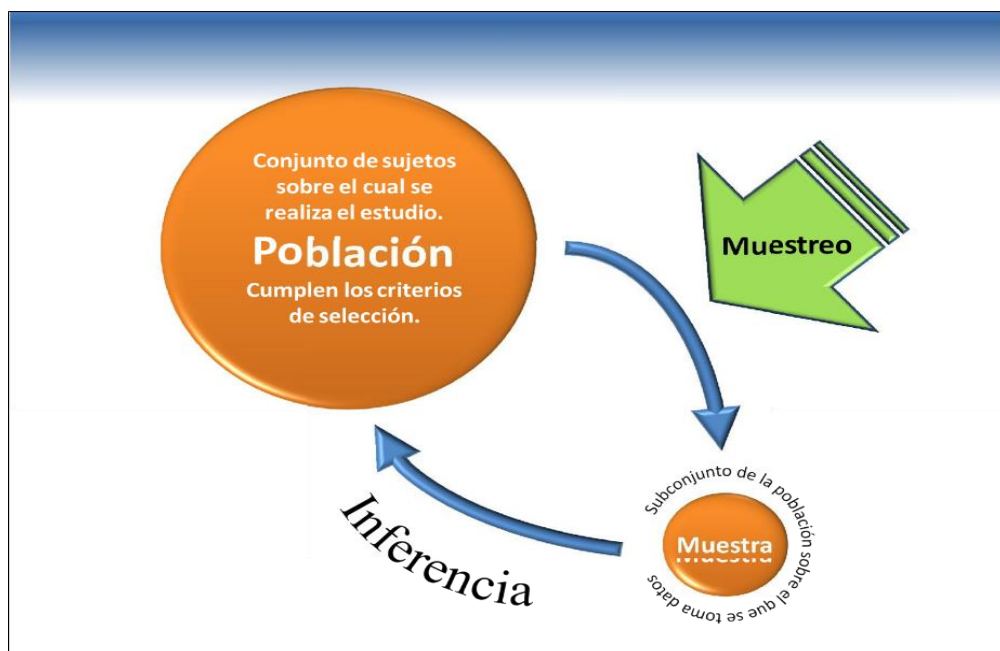 Conjunto de sujetos
sobre el cual se
realiza el estudio.
Población
Cumplen los criterios
de selección.
Muestreo
Subconjunto de la población sobre el que se toma datos
Muestra
Inferencia